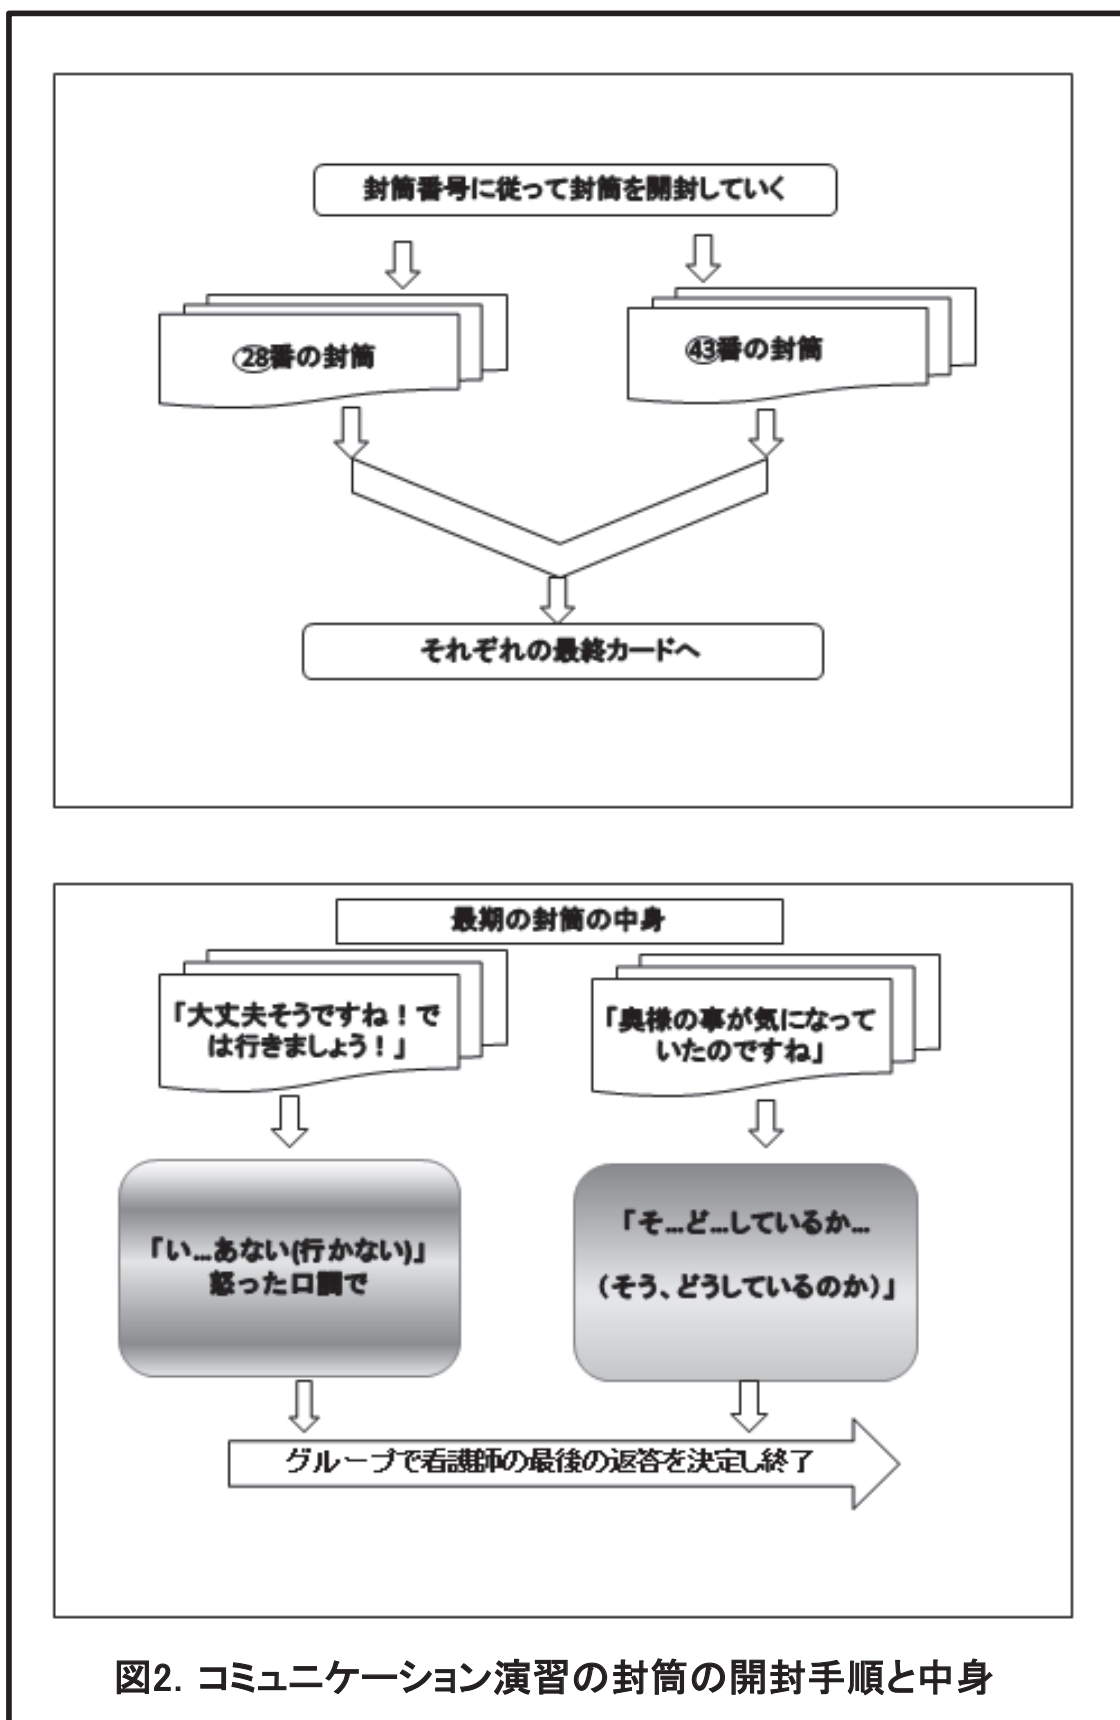 封筒番号に従って封筒を開封していく
㉘番の封筒
㊸番の封筒
それぞれの最終カードへ
最期の封筒の中身
「大丈夫そうですね！で
は行きましょう！」
「奥様の事が気になって
いたのですね」
「い...あない(行かない)」
怒った口調で
「そ...ど...しているか...
（そう、どうしているのか）」
グループで看護師の最後の返答を決定し終了
図2. コミュニケーション演習の封筒の開封手順と中身